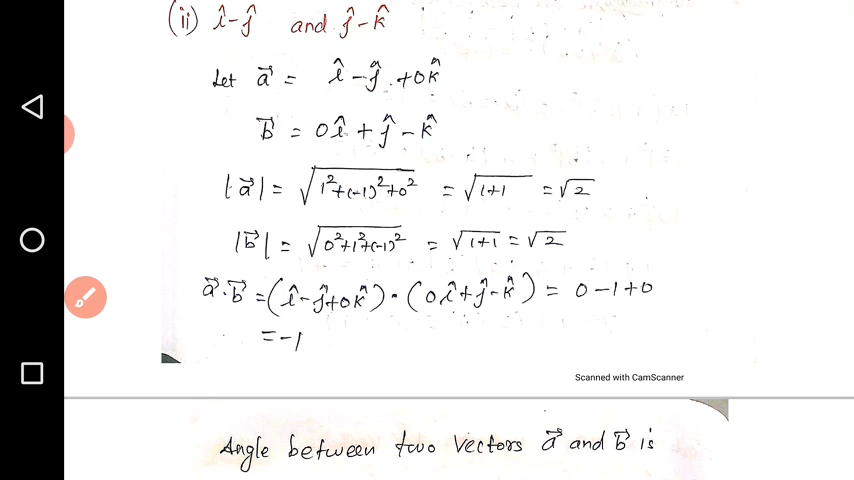 (ii) î-ĵ and ĵ-k̂
Let a⃗ = î - ĵ + 0k̂
b⃗ = 0î + ĵ - k̂
|a⃗| = √(1²+(-1)²+0²) = √(1+1) = √2
|b⃗| = √(0²+1²+(-1)²) = √(1+1) = √2
a⃗.b⃗ = (î-ĵ+0k̂)•(0î+ĵ-k̂) = 0-1+0
= -1
Scanned with CamScanner
Angle between two vectors a⃗ and b⃗ is